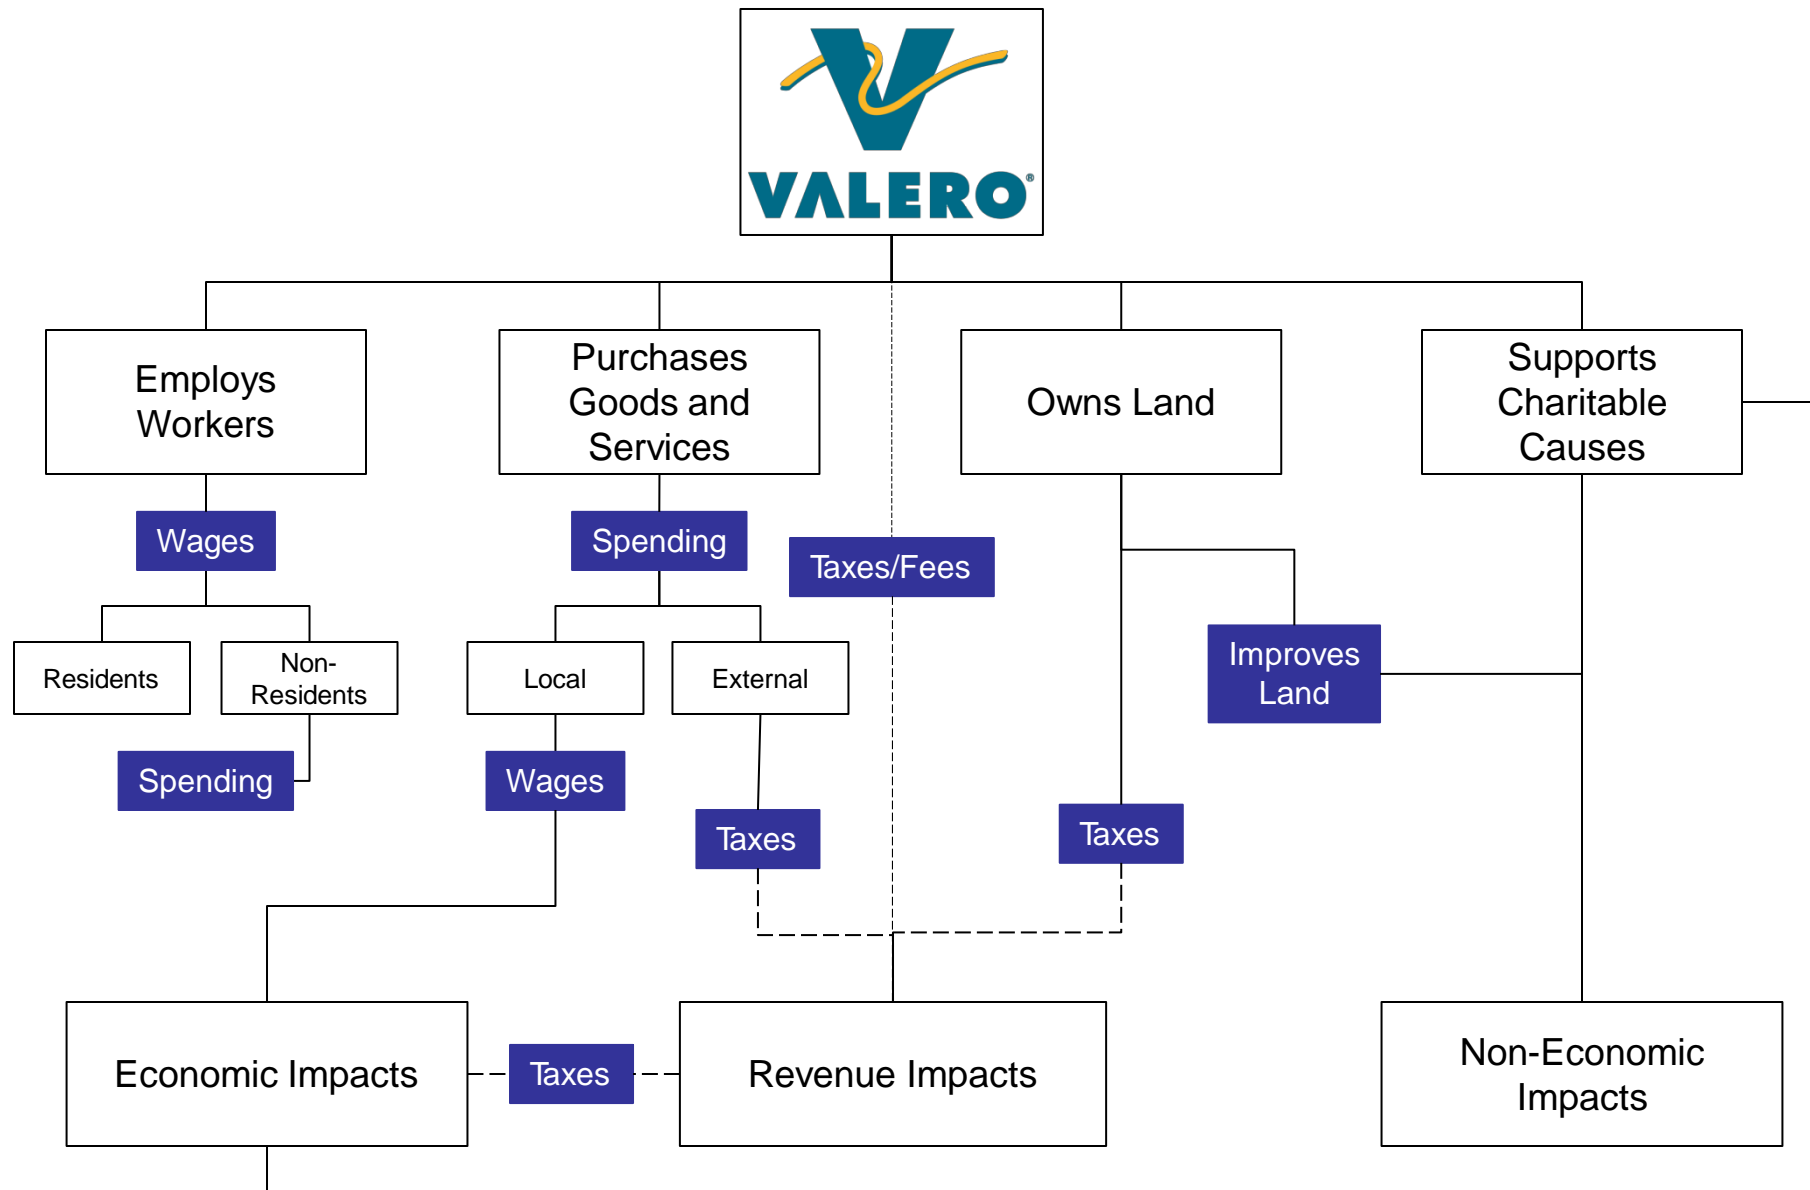 VALERO®
Employs
Workers
Purchases
Goods and
Services
Owns Land
Supports
Charitable
Causes
Wages
Spending
Taxes/Fees
Residents
Non-
Residents
Local
External
Improves
Land
Spending
Wages
Taxes
Taxes
Economic Impacts
Taxes
Revenue Impacts
Non-Economic
Impacts